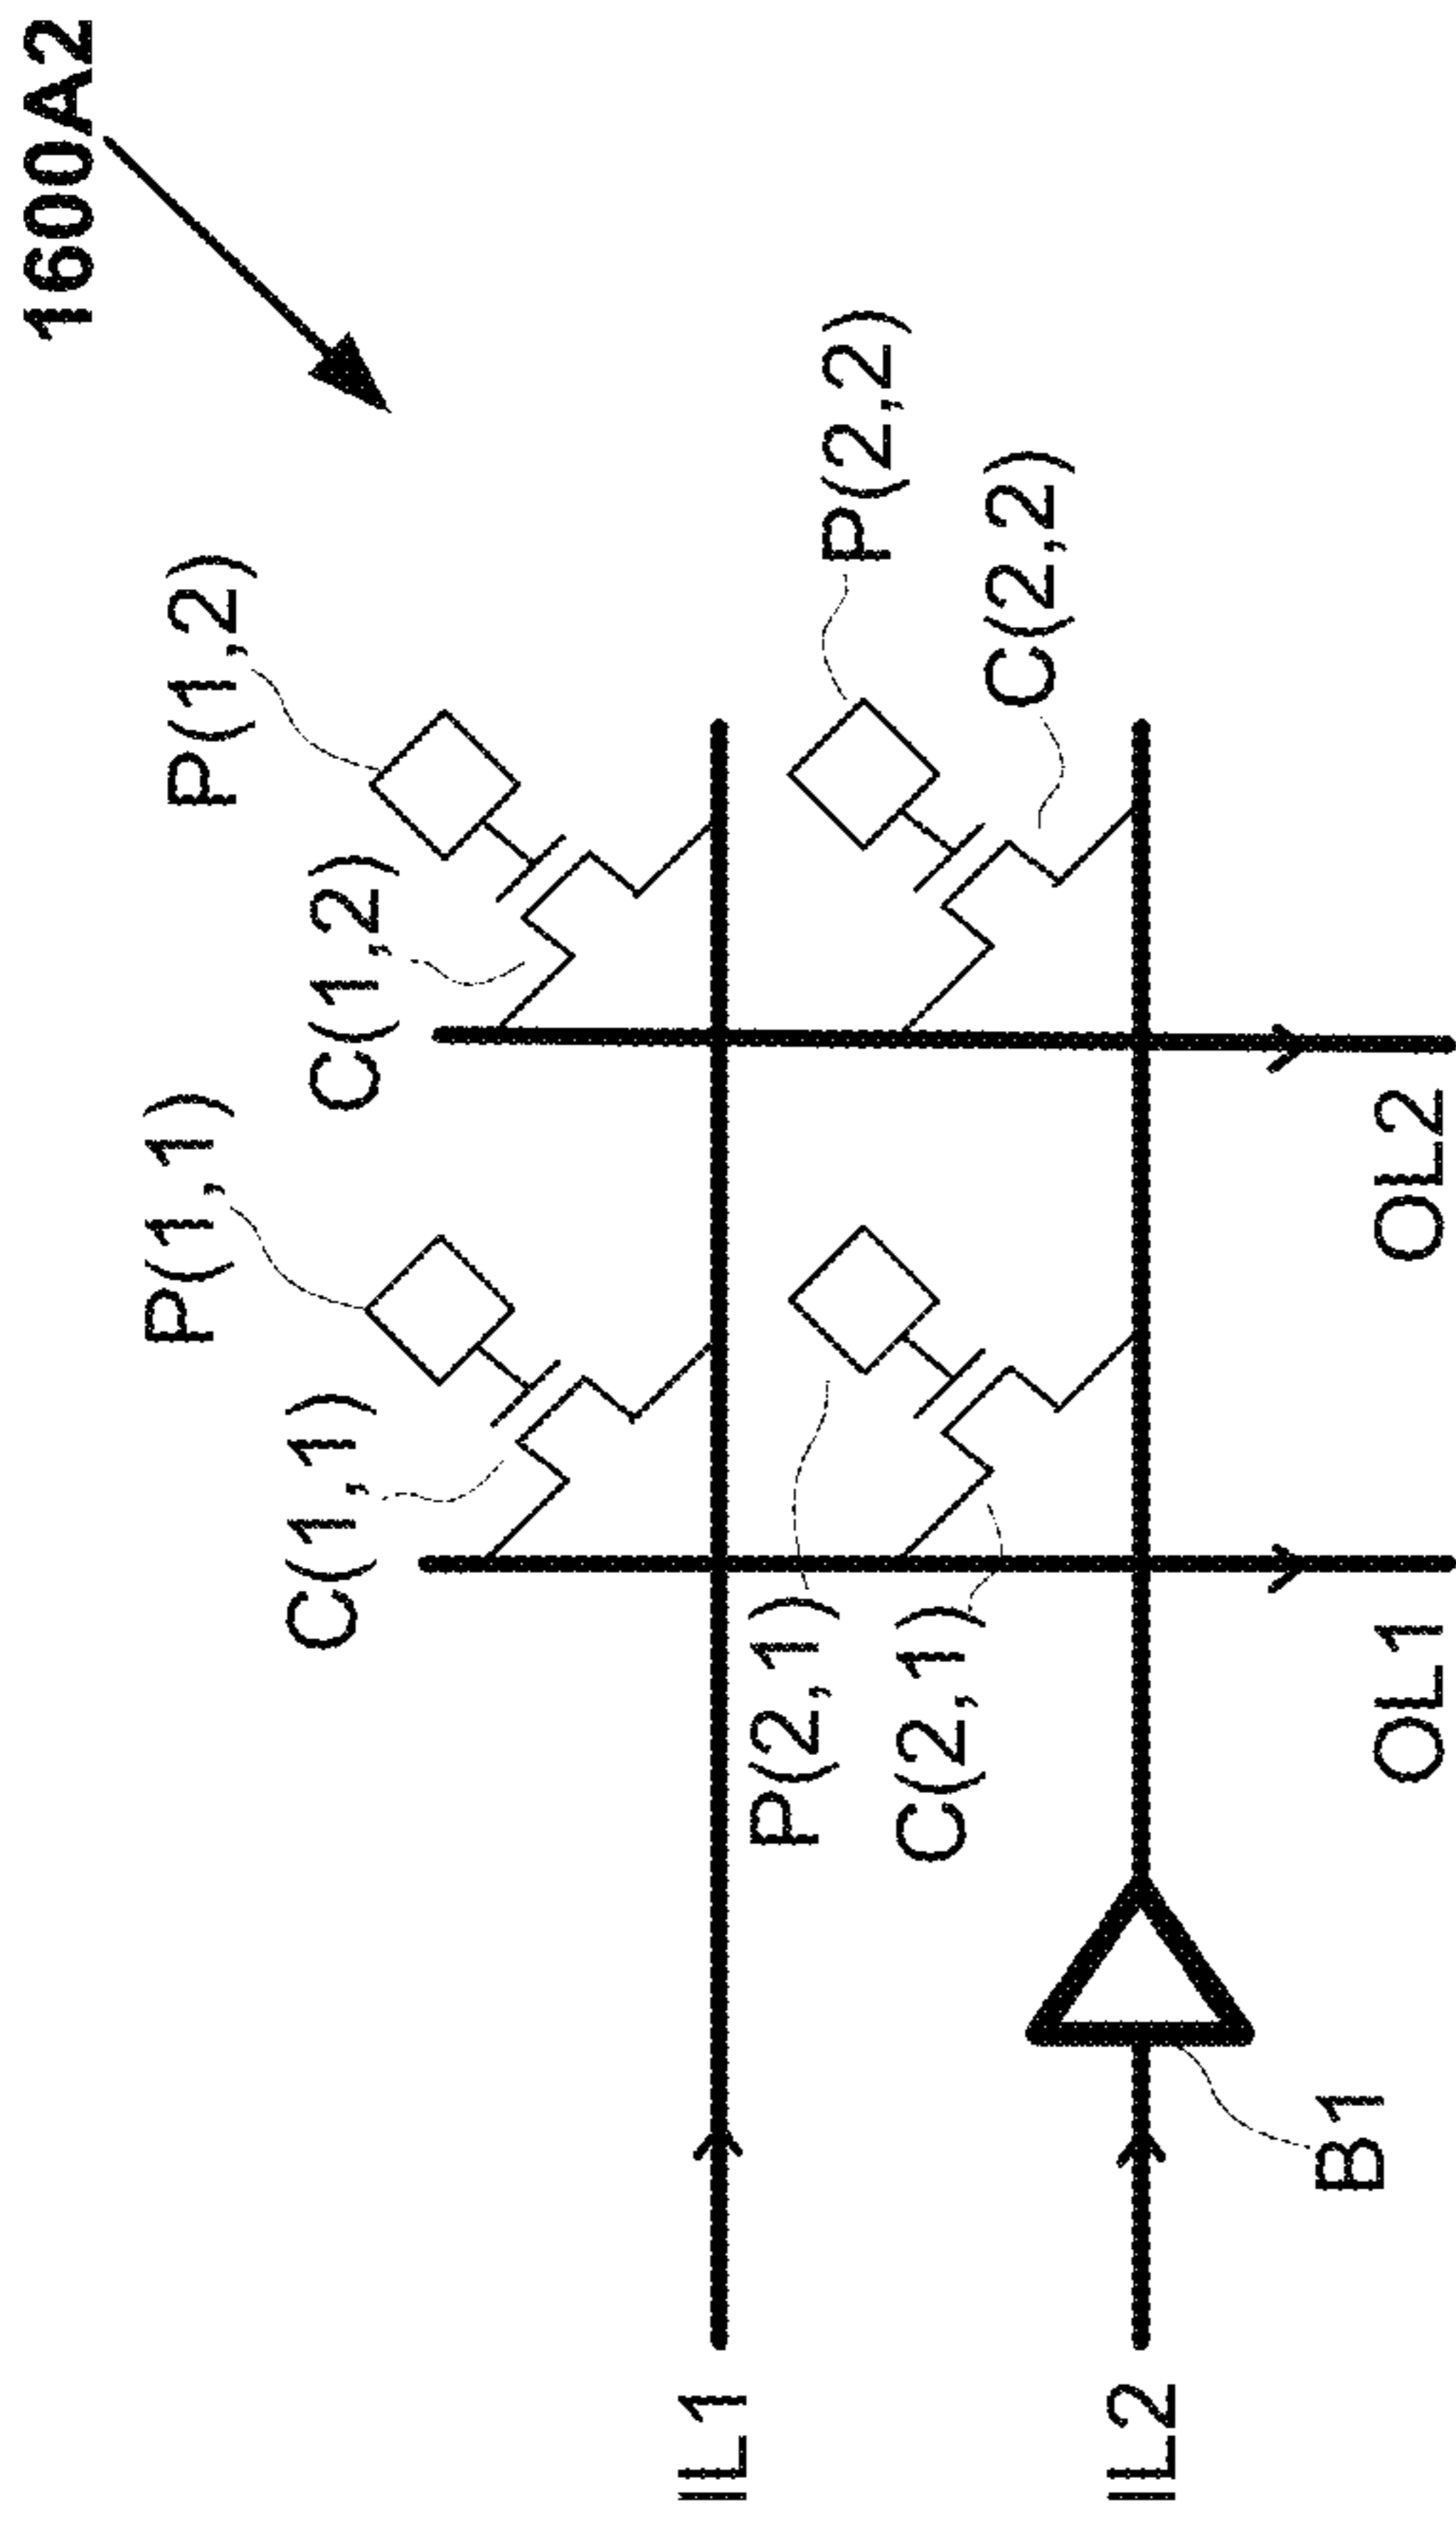 1600A2
P(1,1)
P(1,2)
C(1,1)
C(1,2)
IL1
P(2,1)
P(2,2)
C(2,1)
C(2,2)
IL2
B1
OL1
OL2